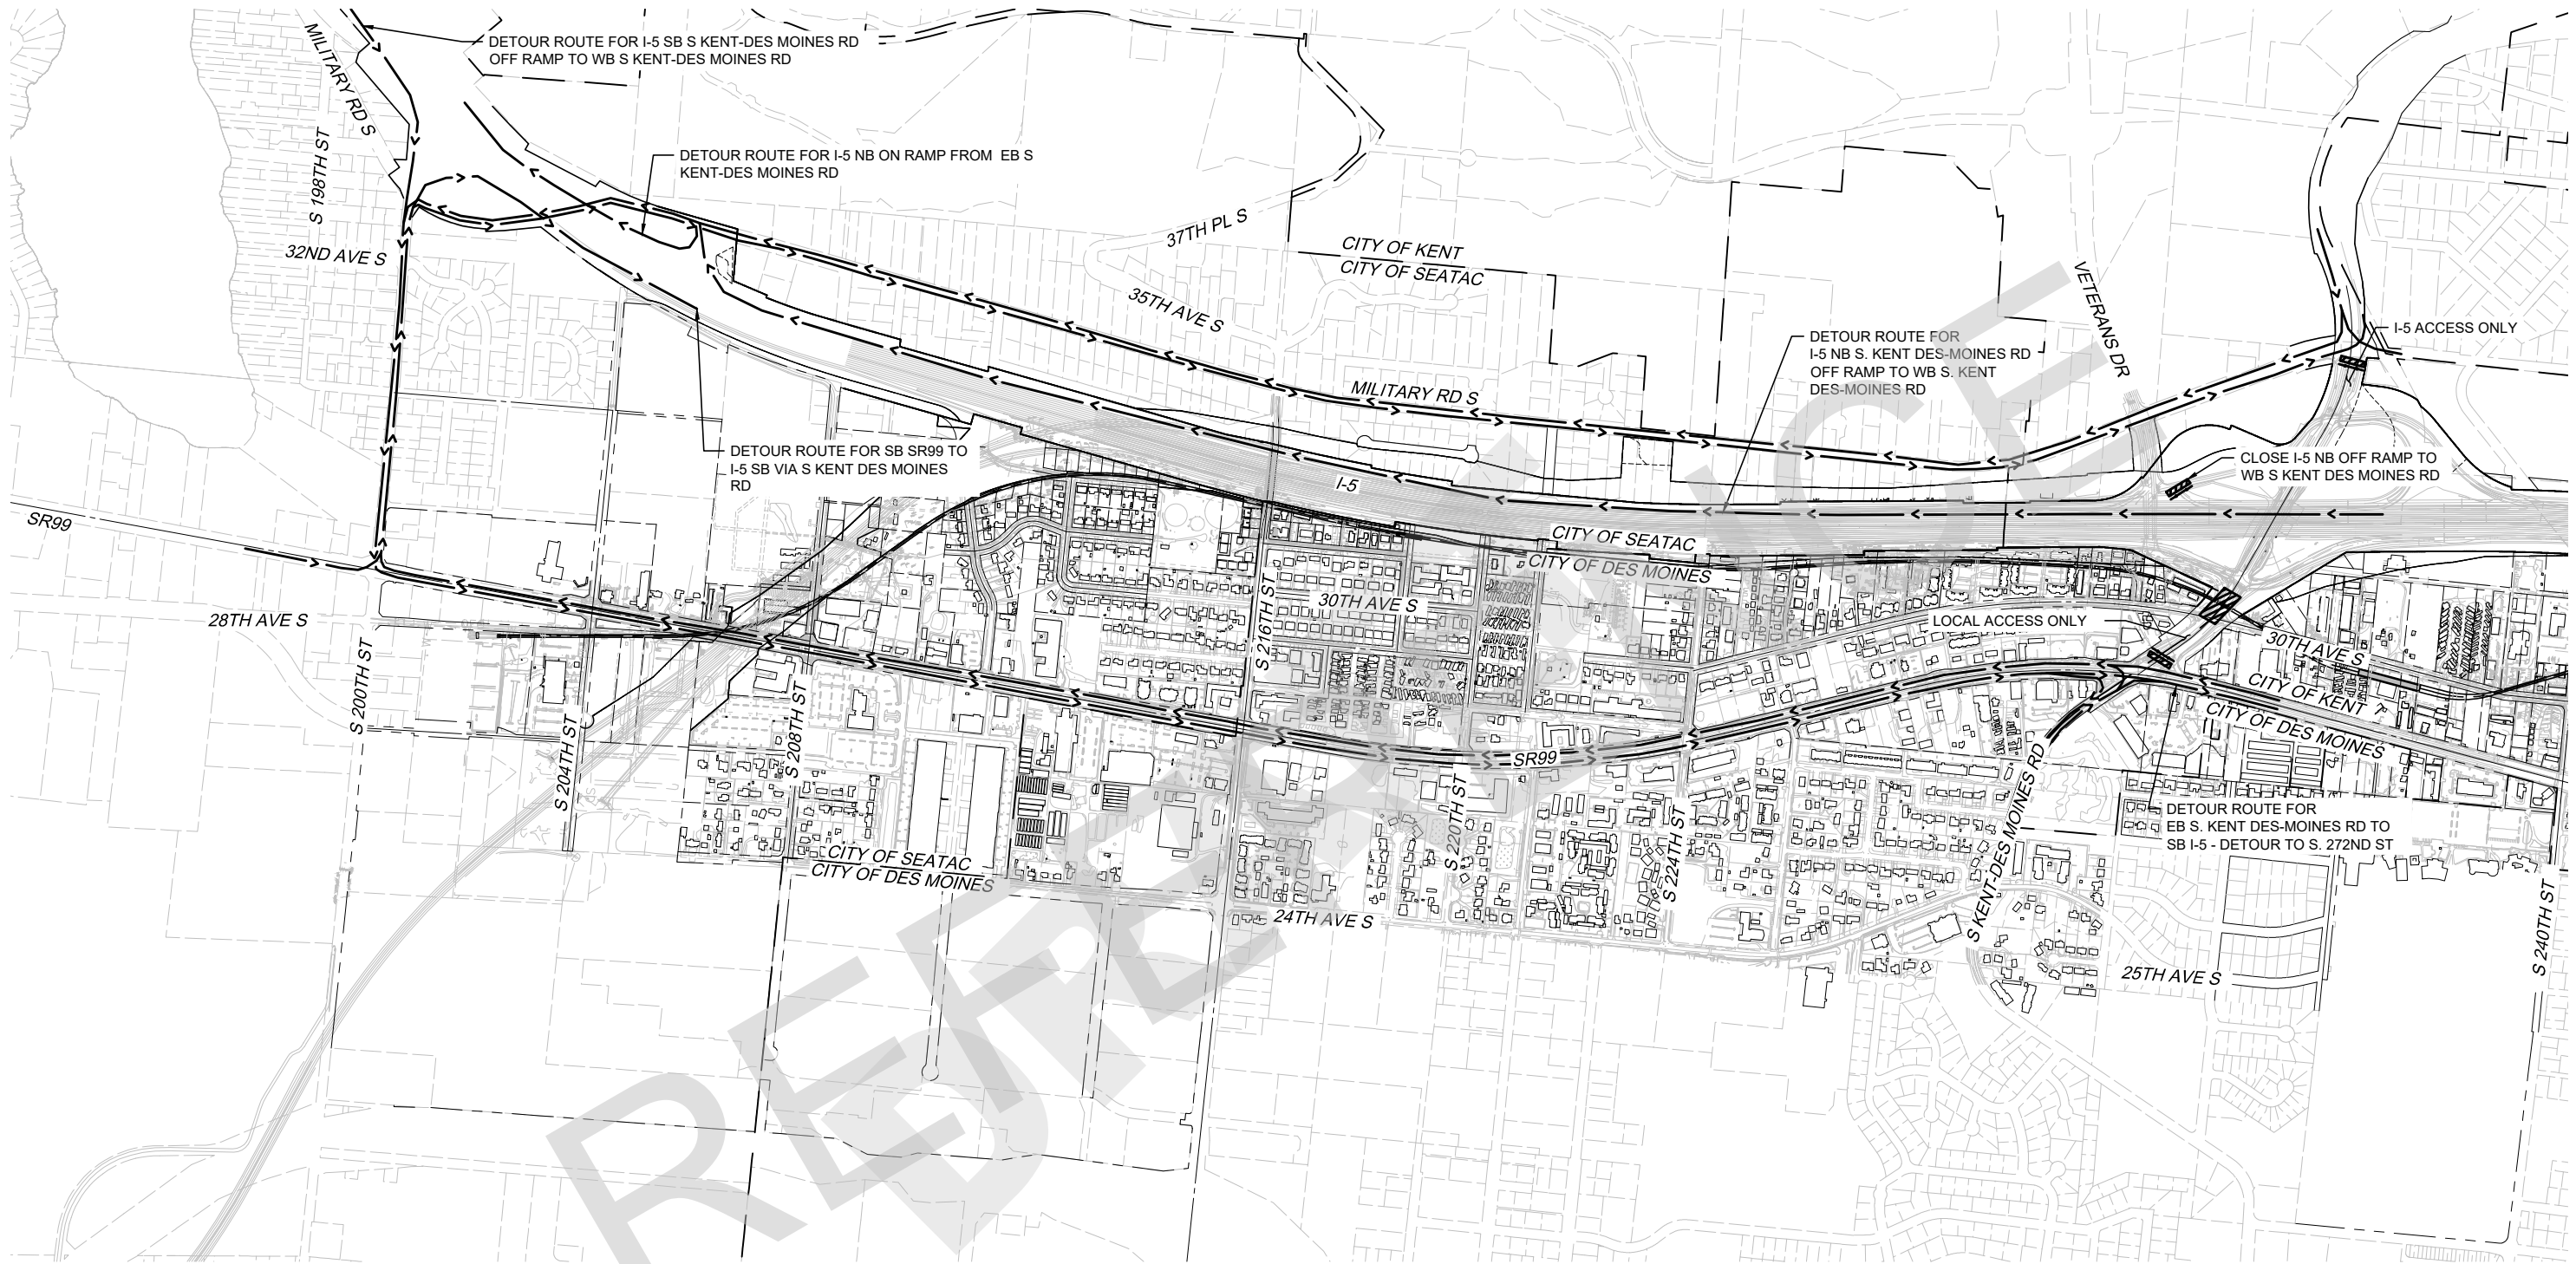 DETOUR ROUTE FOR I-5 SB S KENT-DES MOINES RD
OFF RAMP TO WB S KENT-DES MOINES RD
MILITARY RD S
DETOUR ROUTE FOR I-5 NB ON RAMP FROM EB S
KENT-DES MOINES RD
S 198TH ST
32ND AVE S
37TH PL S
CITY OF KENT
CITY OF SEATAC
35TH AVE S
VETERANS DR
I-5 ACCESS ONLY
DETOUR ROUTE FOR
I-5 NB S. KENT DES-MOINES RD
OFF RAMP TO WB S. KENT
DES-MOINES RD
MILITARY RD S
DETOUR ROUTE FOR SB SR99 TO
I-5 SB VIA S KENT DES MOINES
RD
CLOSE I-5 NB OFF RAMP TO
WB S KENT DES MOINES RD
I-5
SR99
CITY OF SEATAC
CITY OF DES MOINES
30TH AVE S
28TH AVE S
LOCAL ACCESS ONLY
S 216TH ST
30TH AVE S
S 200TH ST
CITY OF KENT
CITY OF DES MOINES
S 204TH ST
S 208TH ST
SR99
S 220TH ST
S 224TH ST
S KENT-DES MOINES RD
DETOUR ROUTE FOR
EB S. KENT DES-MOINES RD TO
SB I-5 - DETOUR TO S. 272ND ST
CITY OF SEATAC
CITY OF DES MOINES
24TH AVE S
25TH AVE S
S 240TH ST